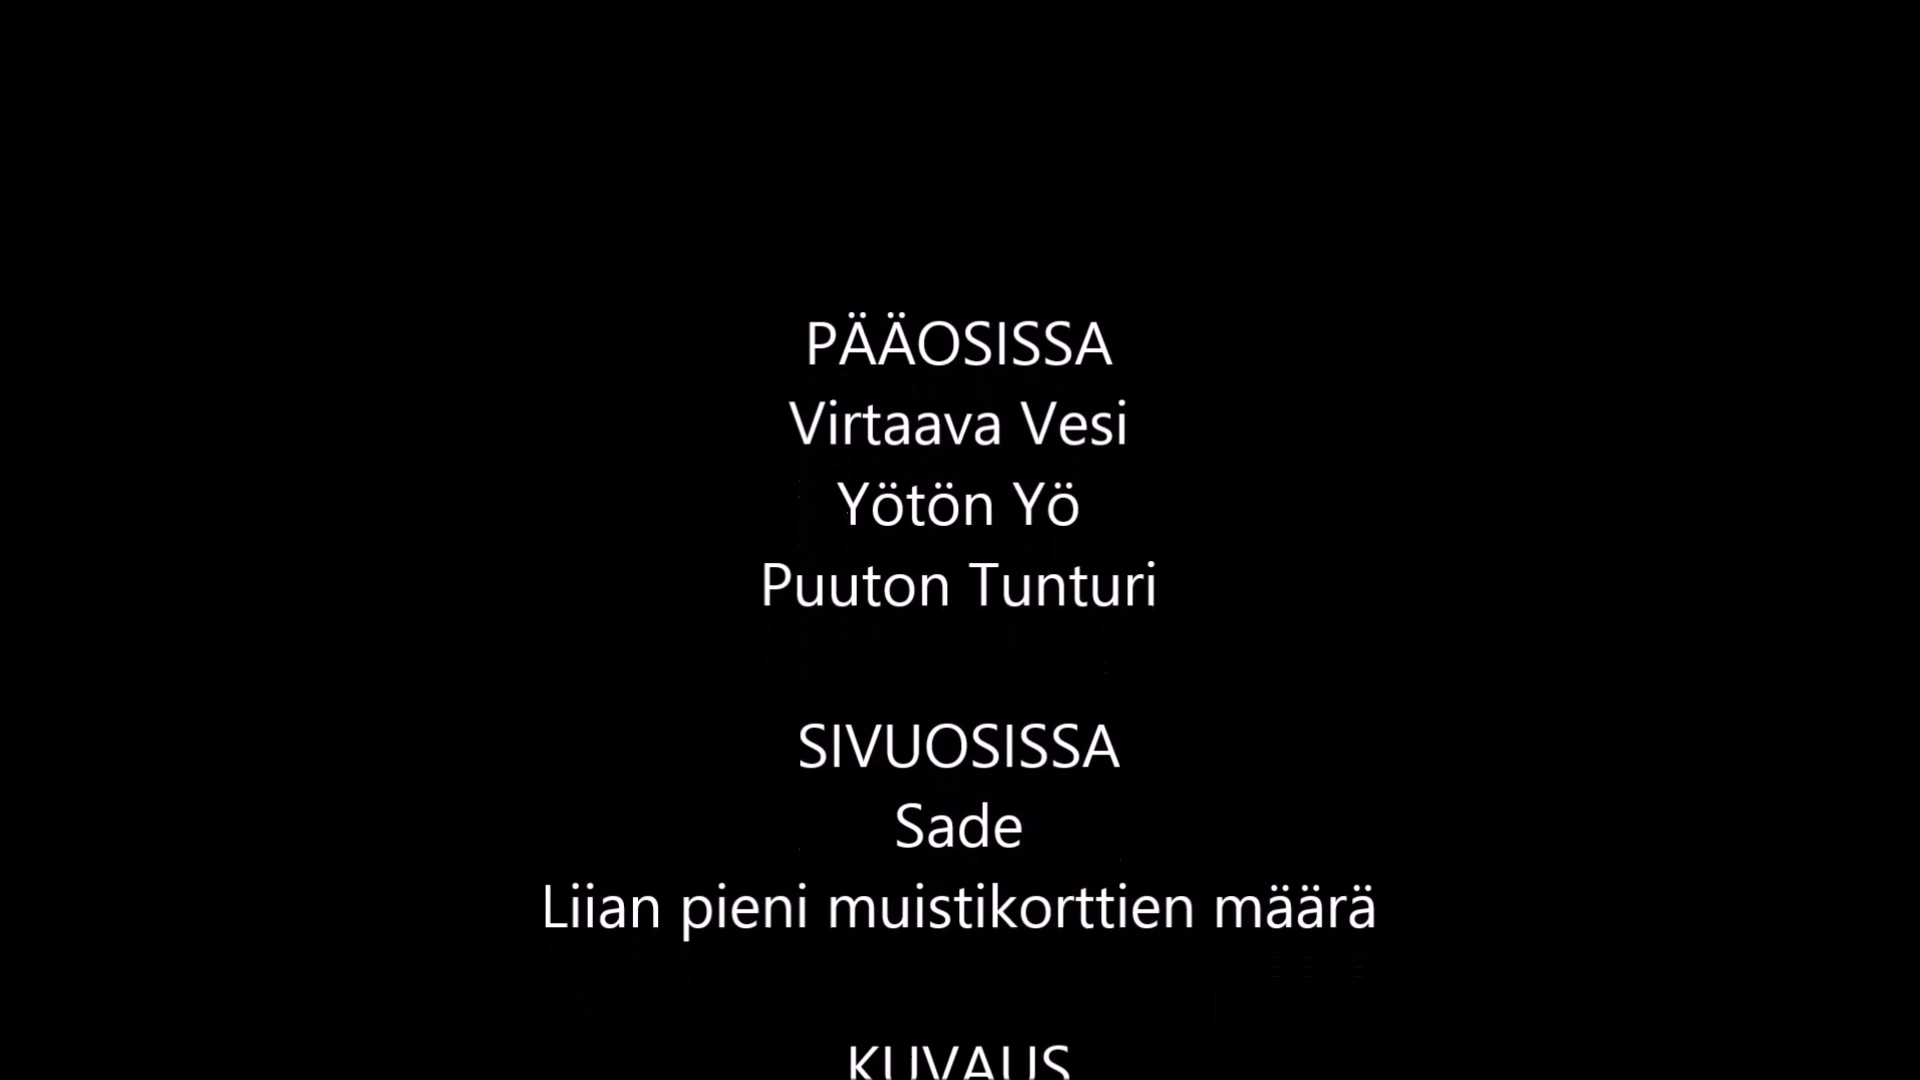 PÄÄOSISSA
Virtaava Vesi
Yötön Yö
Puuton Tunturi
SIVUOSISSA
Sade
Liian pieni muistikorttien määrä
KUVAUS